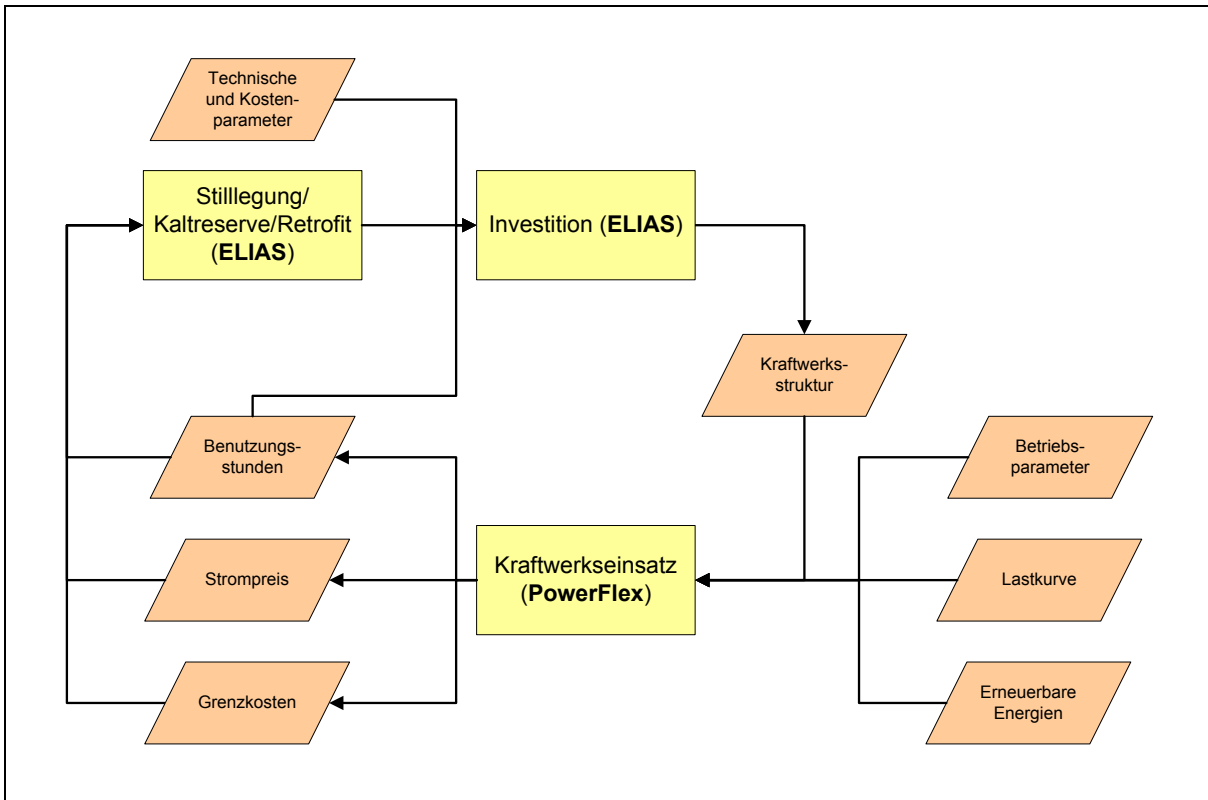 Technische
und Kosten-
parameter
Stilllegung/
Kaltreserve/Retrofit
(ELIAS)
Investition (ELIAS)
Kraftwerks-
struktur
Benutzungs-
stunden
Betriebs-
parameter
Strompreis
Kraftwerkseinsatz
(PowerFlex)
Lastkurve
Grenzkosten
Erneuerbare
Energien